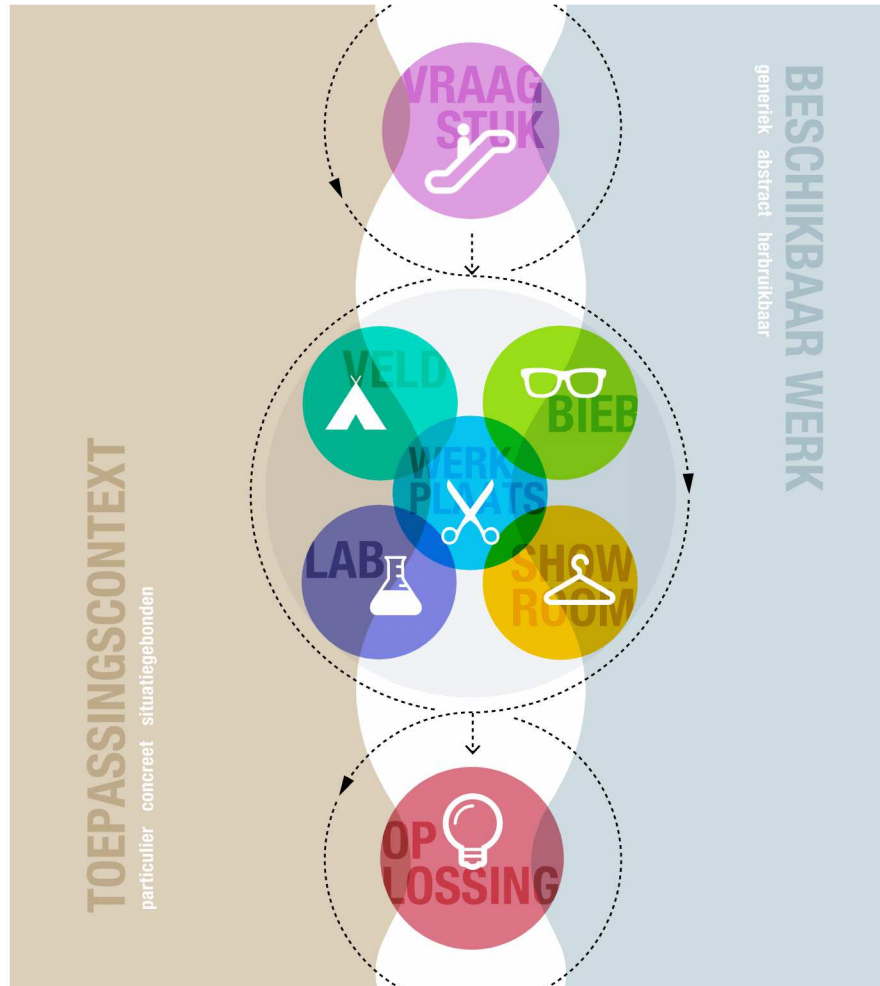 VRAAG
STUK
BESCHIKBAAR WERK
generiek abstract herbruikbaar
VELD
BIEB
WERK
PLAATS
LAB
SHOW
ROOM
TOEPASSINGSCONTEXT
particulier concreet situatiegebonden
OP
LOSSING